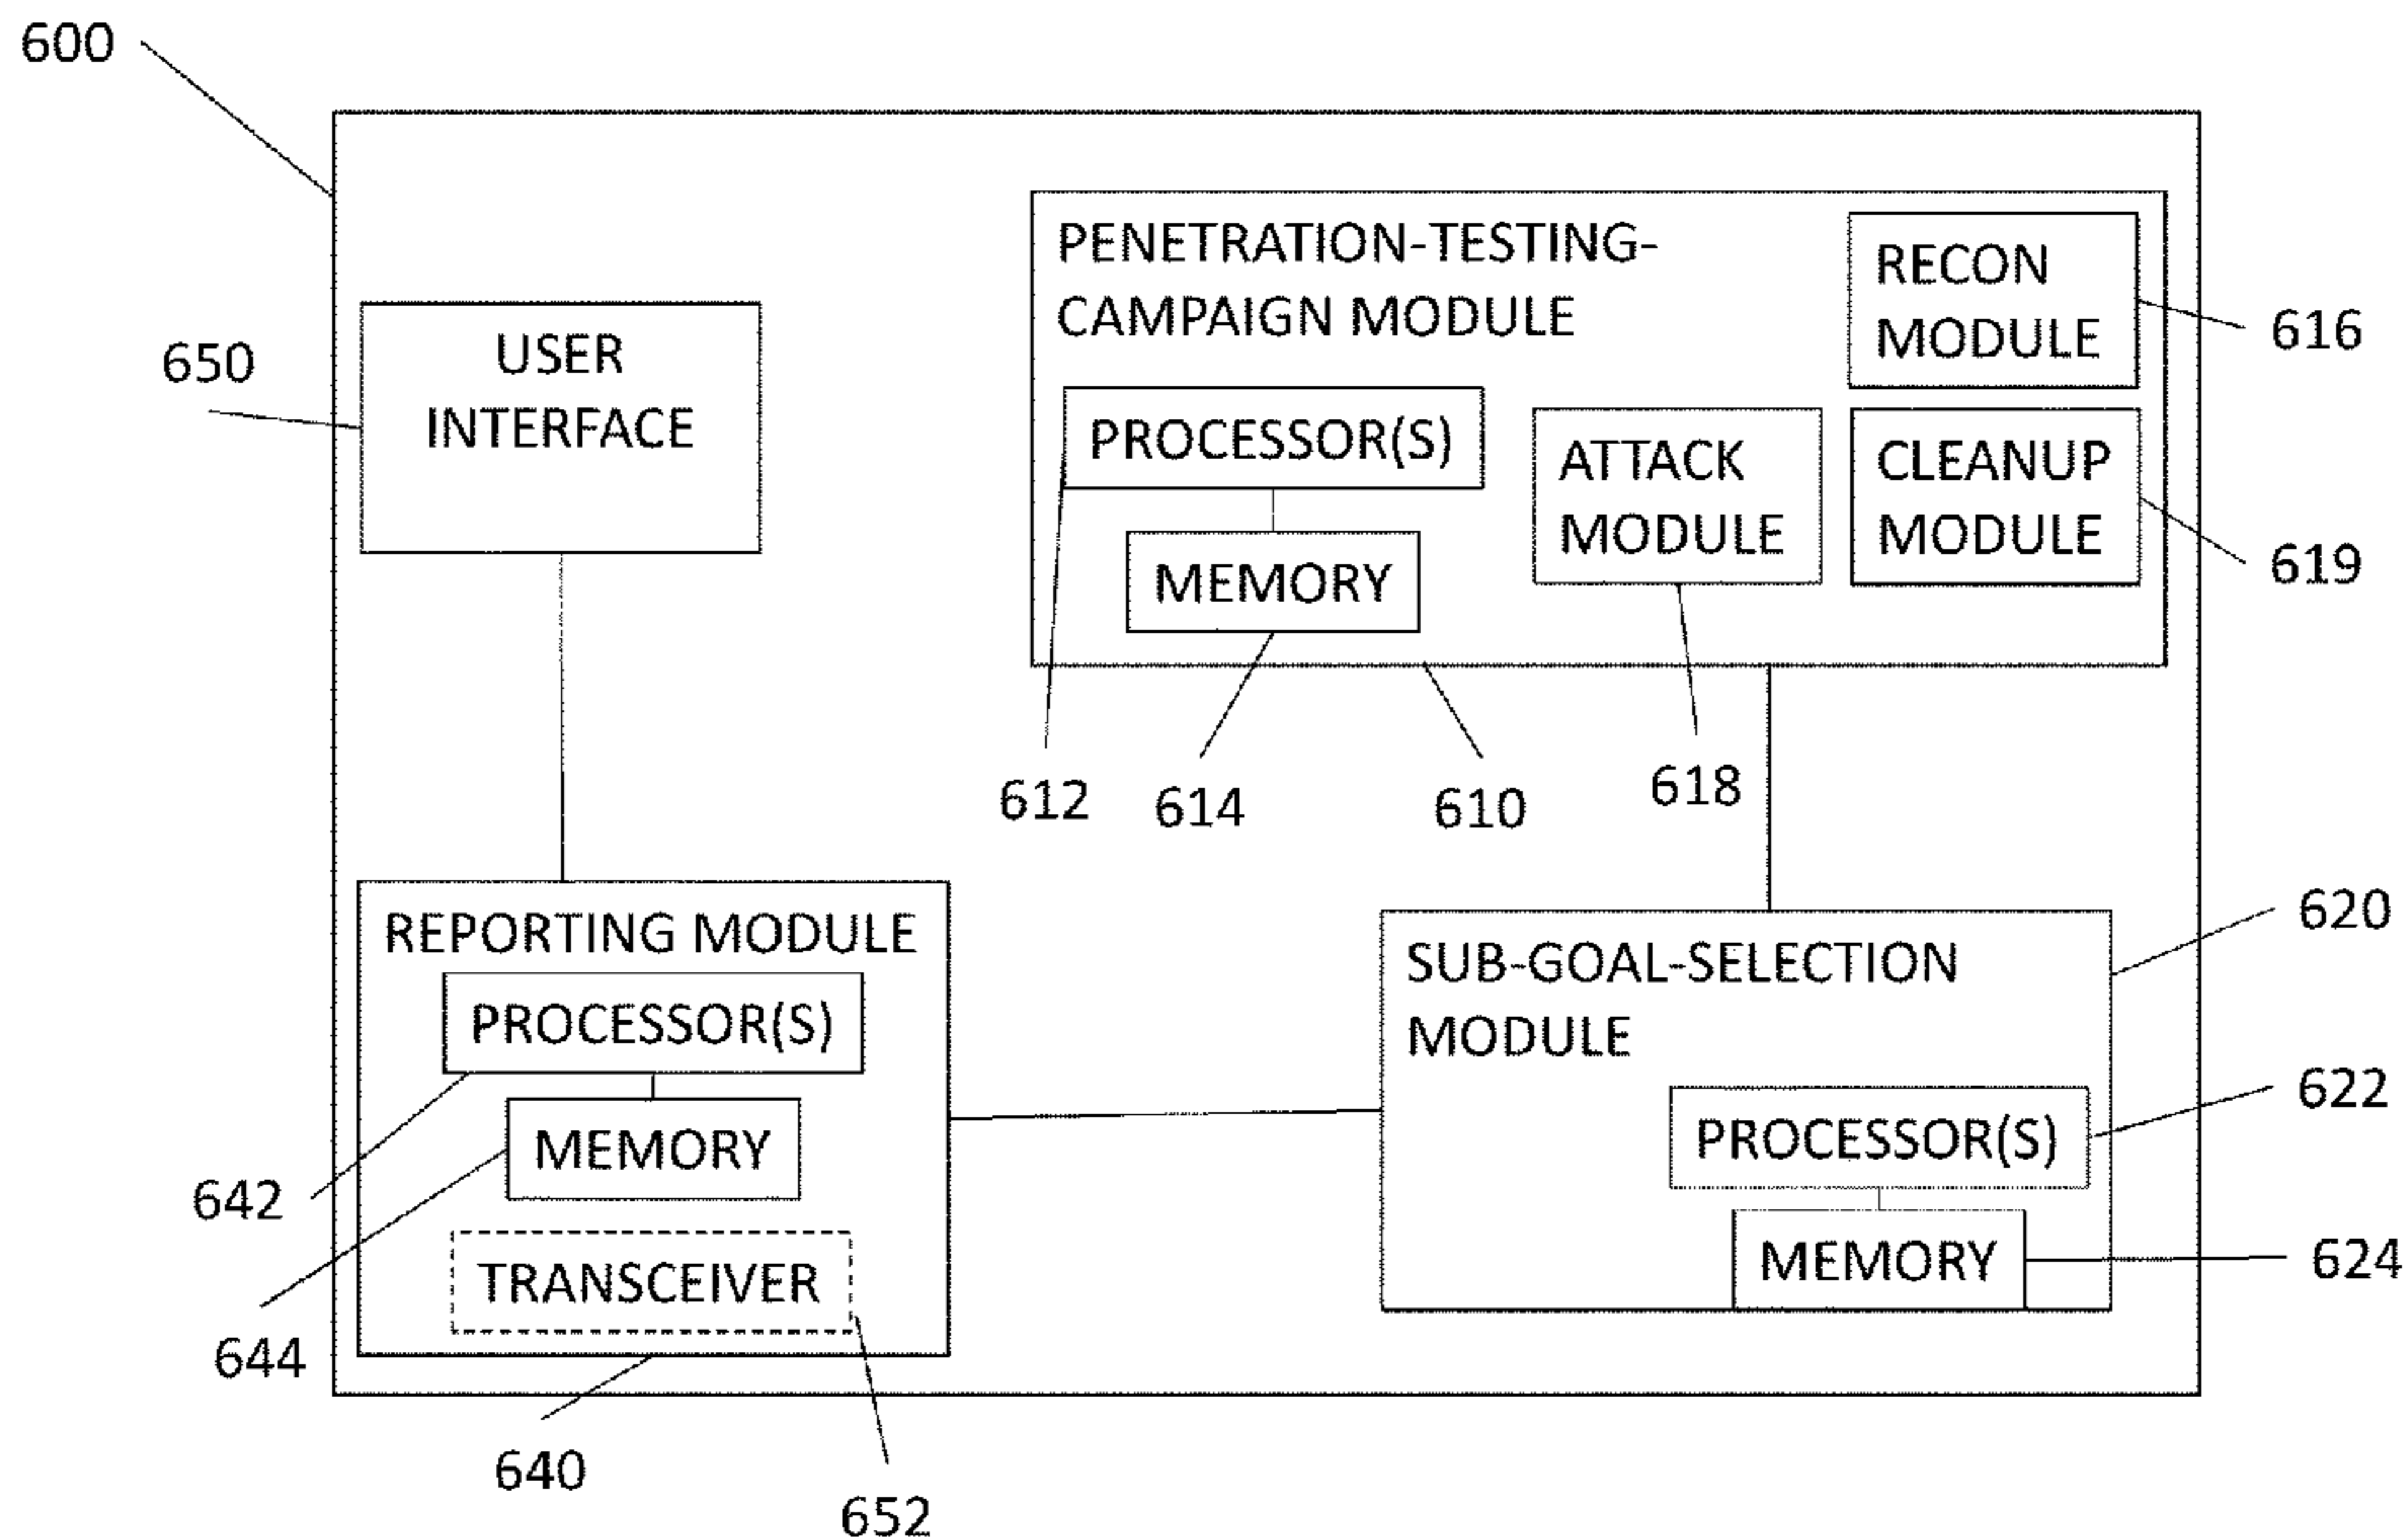 600
PENETRATION-TESTING-
CAMPAIGN MODULE
RECON
MODULE
616
USER
INTERFACE
650
PROCESSOR(S)
MEMORY
ATTACK
MODULE
CLEANUP
MODULE
619
612
614
610
618
REPORTING MODULE
PROCESSOR(S)
MEMORY
TRANSCEIVER
642
644
640
652
SUB-GOAL-SELECTION
MODULE
620
PROCESSOR(S)
622
MEMORY
624